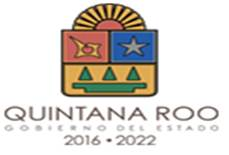 QUINTANA ROO
GOBIERNO DEL ESTADO
2016 • 2022